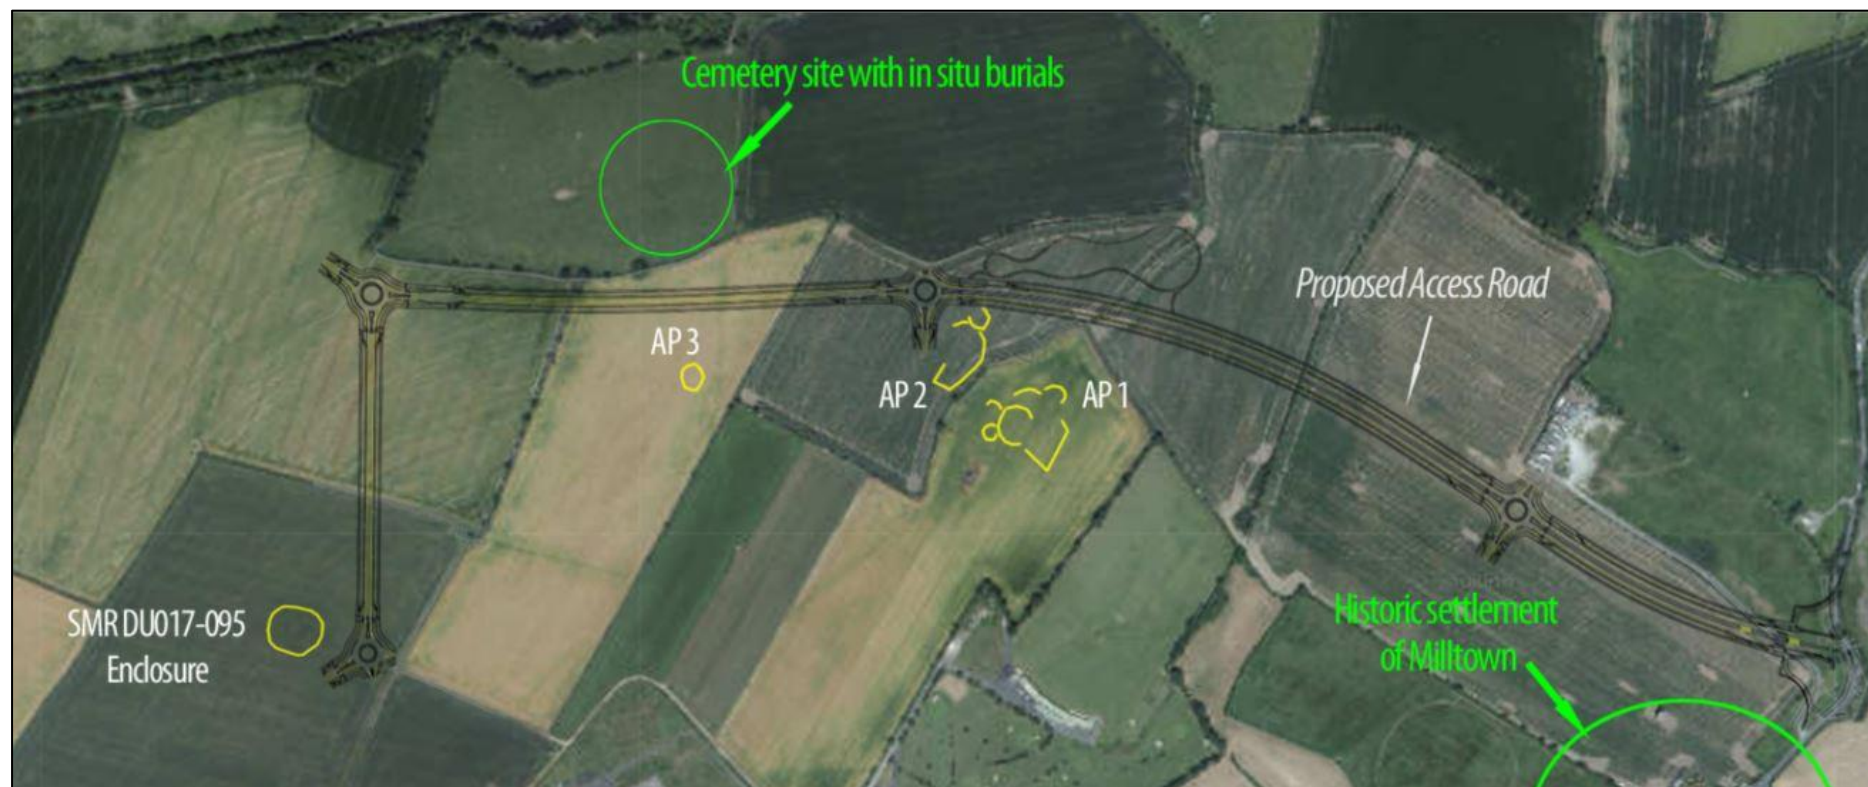 Cemetery site with in situ burials
Proposed Access Road
AP 3
AP 2
AP 1
SMR DU017-095
Enclosure
Historic settlement
of Milltown